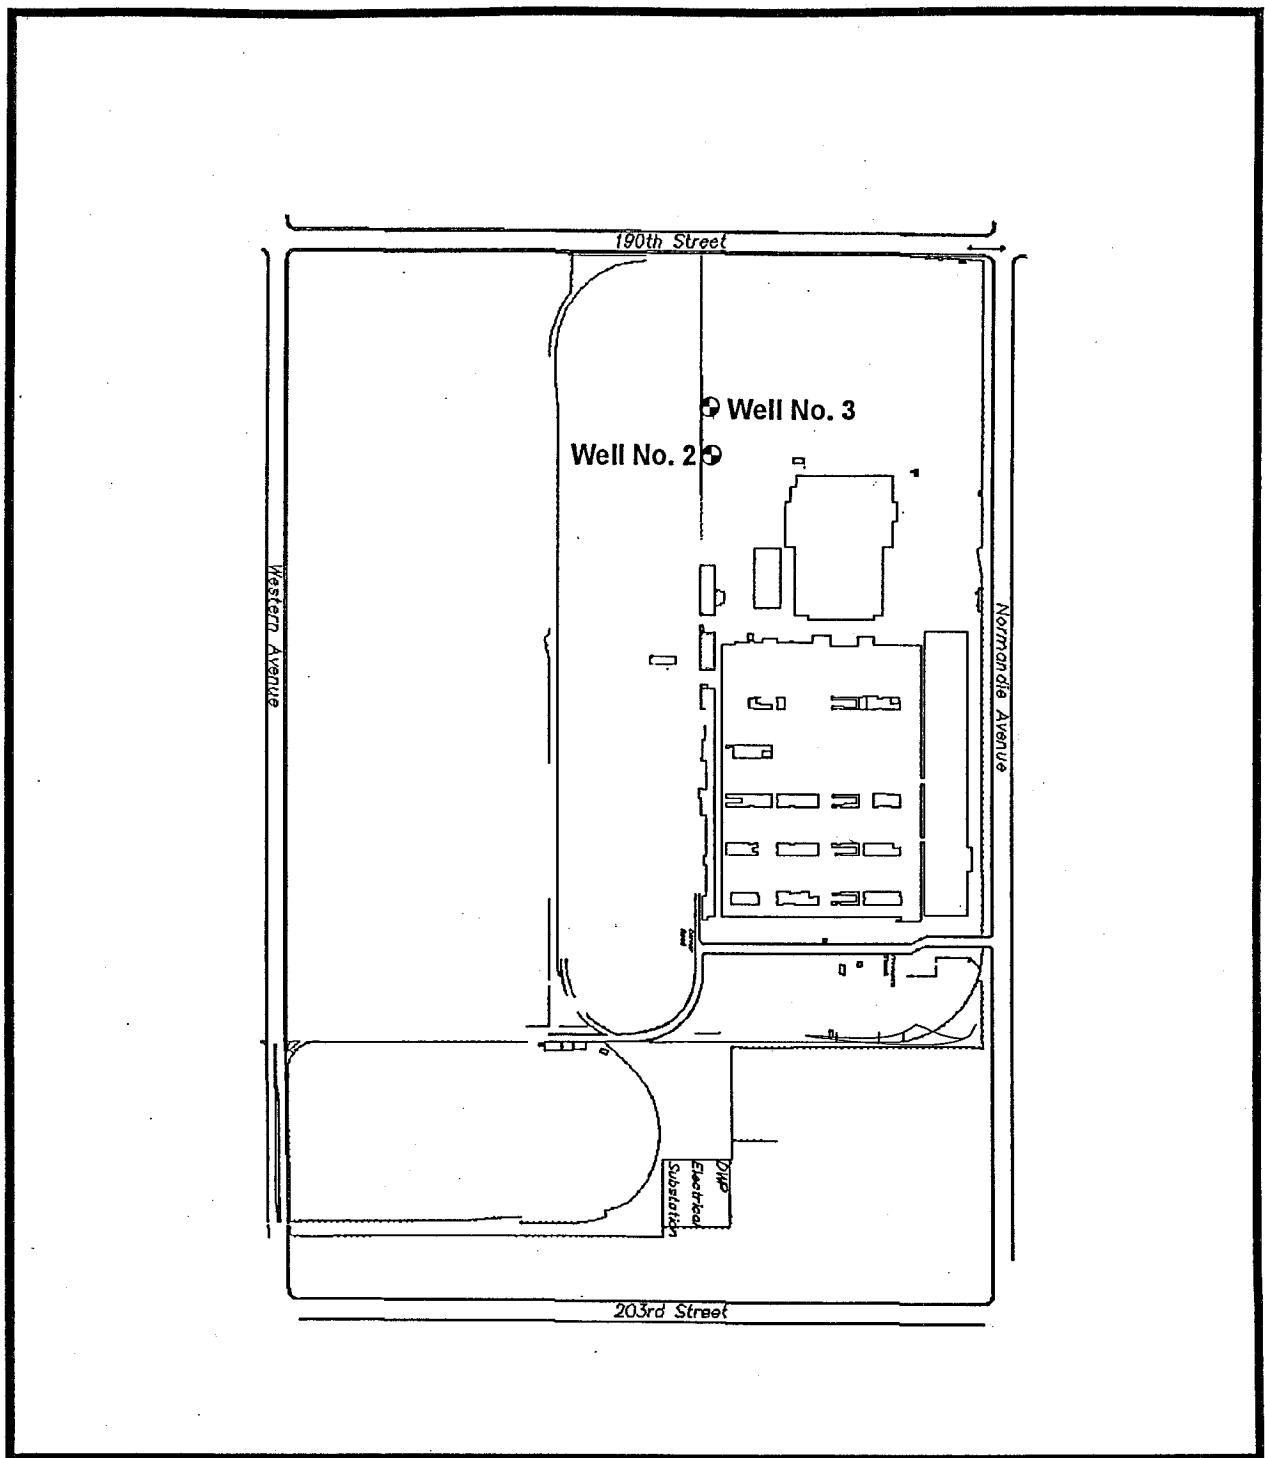 190th Street
Well No. 3
Well No. 2
Western Avenue
Normandie Avenue
DWP
Electrical
Substation
203rd Street